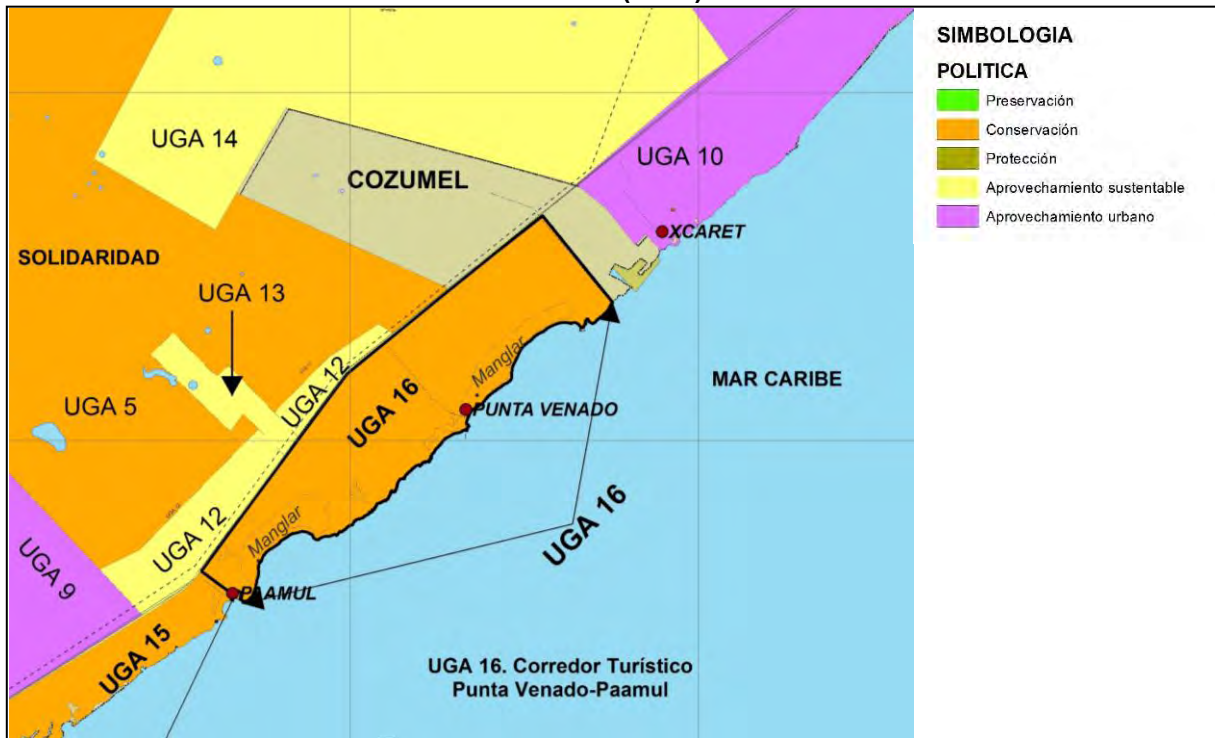 SIMBOLOGIA
POLITICA
Preservación
Conservación
Protección
Aprovechamiento sustentable
Aprovechamiento urbano
UGA 14
UGA 10
COZUMEL
XCARET
SOLIDARIDAD
UGA 13
UGA 12
Manglar
MAR CARIBE
UGA 5
UGA 16
PUNTA VENADO
UGA 12
Manglar
UGA 16
UGA 9
PAAMUL
UGA 15
UGA 16. Corredor Turístico
Punta Venado-Paamul